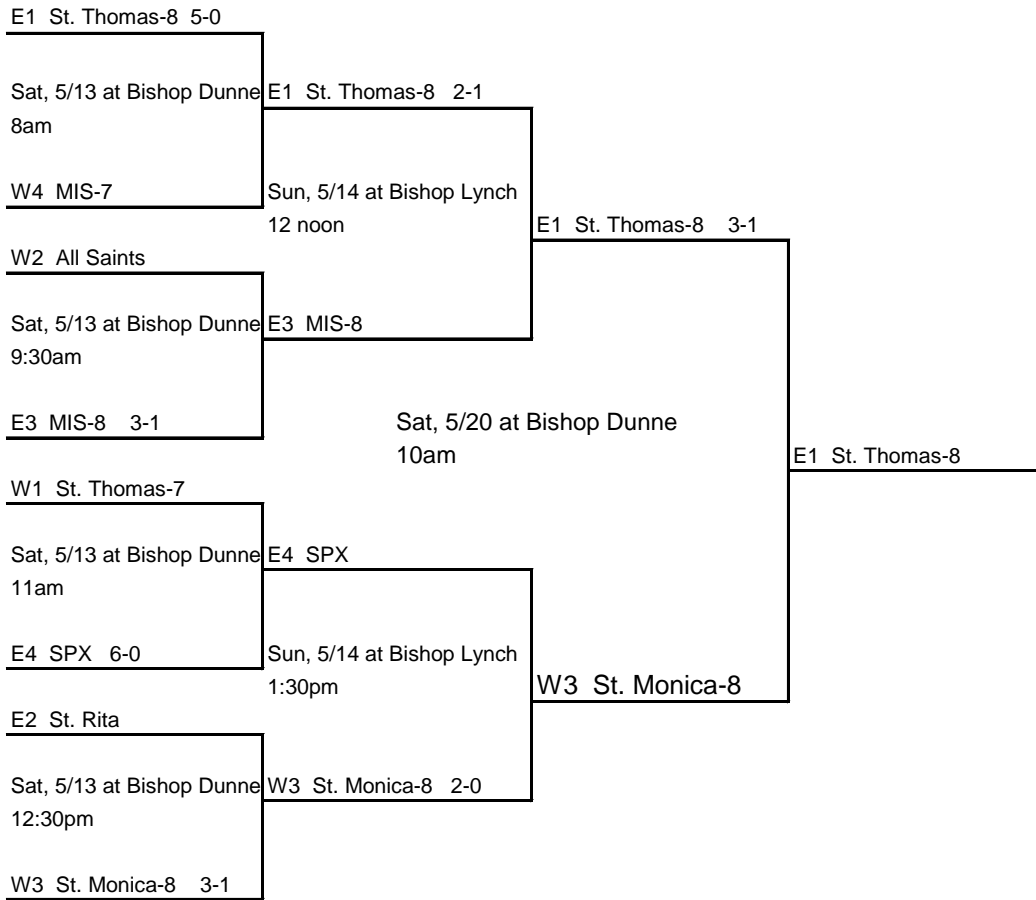 E1 St. Thomas-8 5-0
Sat, 5/13 at Bishop Dunne
8am
W4 MIS-7
W2 All Saints
Sat, 5/13 at Bishop Dunne
9:30am
E3 MIS-8 3-1
W1 St. Thomas-7
Sat, 5/13 at Bishop Dunne
11am
E4 SPX 6-0
E2 St. Rita
Sat, 5/13 at Bishop Dunne
12:30pm
W3 St. Monica-8 3-1
E1 St. Thomas-8 2-1
Sun, 5/14 at Bishop Lynch
12 noon
E3 MIS-8
E4 SPX
Sun, 5/14 at Bishop Lynch
1:30pm
W3 St. Monica-8 2-0
E1 St. Thomas-8 3-1
Sat, 5/20 at Bishop Dunne
10am
W3 St. Monica-8
E1 St. Thomas-8